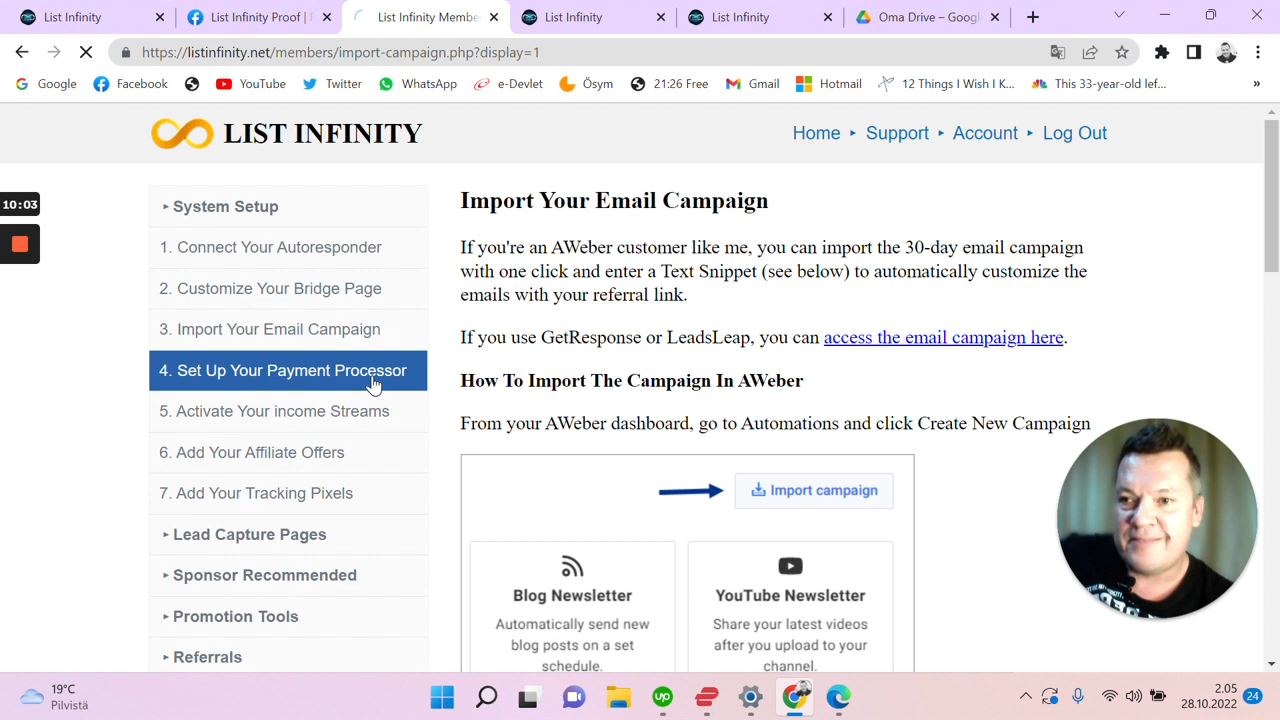 List Infinity
List Infinity Proof |
List Infinity Membe
List Infinity
List Infinity
Oma Drive – Googl
https://listinfinity.net/members/import-campaign.php?display=1
Google
Facebook
YouTube
Twitter
WhatsApp
e-Devlet
Ösym
21:26 Free
Gmail
Hotmail
12 Things I Wish I K...
This 33-year-old lef...
»
LIST INFINITY
Home ▸ Support ▸ Account ▸ Log Out
10:03
▸ System Setup
1. Connect Your Autoresponder
2. Customize Your Bridge Page
3. Import Your Email Campaign
4. Set Up Your Payment Processor
5. Activate Your income Streams
6. Add Your Affiliate Offers
7. Add Your Tracking Pixels
▸ Lead Capture Pages
▸ Sponsor Recommended
▸ Promotion Tools
▸ Referrals
Import Your Email Campaign
If you're an AWeber customer like me, you can import the 30-day email campaign
with one click and enter a Text Snippet (see below) to automatically customize the
emails with your referral link.
If you use GetResponse or LeadsLeap, you can access the email campaign here.
How To Import The Campaign In AWeber
From your AWeber dashboard, go to Automations and click Create New Campaign
Import campaign
Blog Newsletter
Automatically send new
blog posts on a set
schedule.
YouTube Newsletter
Share your latest videos
after you upload to your
channel.
19°C
Pilvistä
2.05
28.10.2022
24